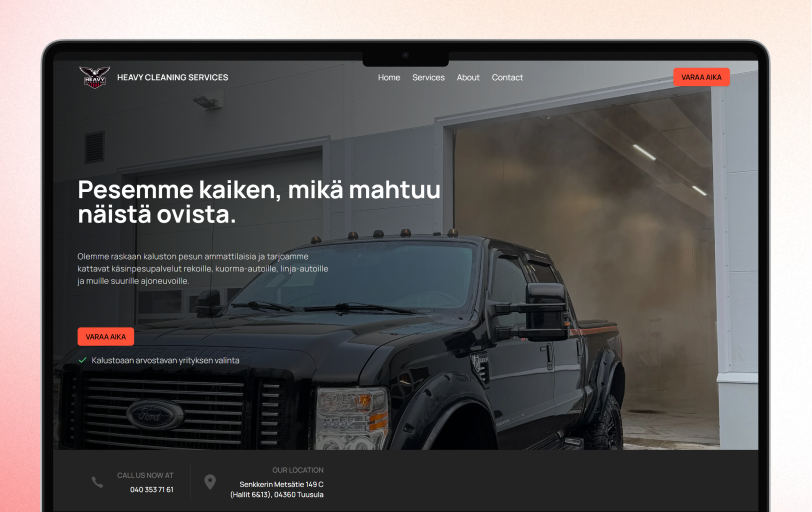 HEAVY
HEAVY CLEANING SERVICES
Home
Services
About
Contact
VARAA AIKA
Pesemme kaiken, mikä mahtuu
näistä ovista.
Olemme raskaan kaluston pesun ammattilaisia ja tarjoamme
kattavat käsinpesupalvelut rekoille, kuorma-autoille, linja-autoille
ja muille suurille ajoneuvoille.
VARAA AIKA
Kalustoaan arvostavan yrityksen valinta
Ford
CALL US NOW AT
040 353 71 61
OUR LOCATION
Senkkerin Metsätie 149 C
(Hallit 6&13), 04360 Tuusula